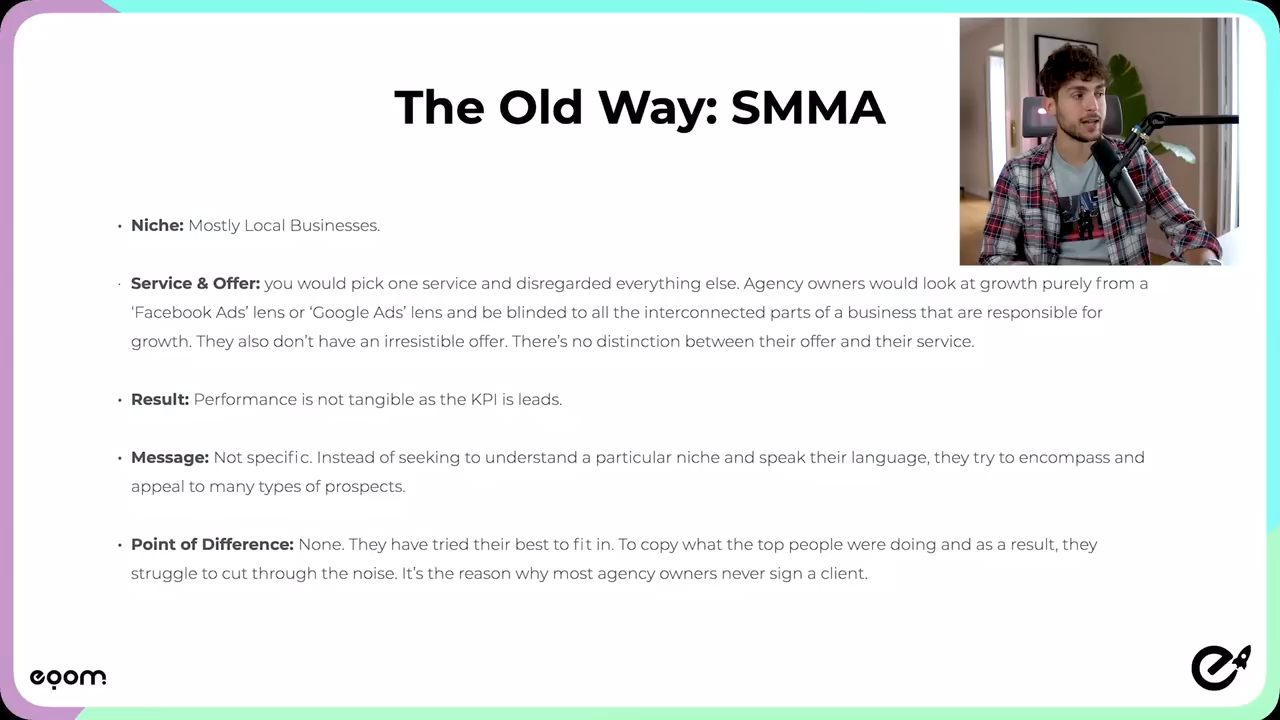 The Old Way: SMMA
• Niche: Mostly Local Businesses.
· Service & Offer: you would pick one service and disregarded everything else. Agency owners would look at growth purely from a
‘Facebook Ads’ lens or ‘Google Ads’ lens and be blinded to all the interconnected parts of a business that are responsible for
growth. They also don’t have an irresistible offer. There’s no distinction between their offer and their service.
• Result: Performance is not tangible as the KPI is leads.
• Message: Not specific. Instead of seeking to understand a particular niche and speak their language, they try to encompass and
appeal to many types of prospects.
• Point of Difference: None. They have tried their best to fit in. To copy what the top people were doing and as a result, they
struggle to cut through the noise. It’s the reason why most agency owners never sign a client.
eqom